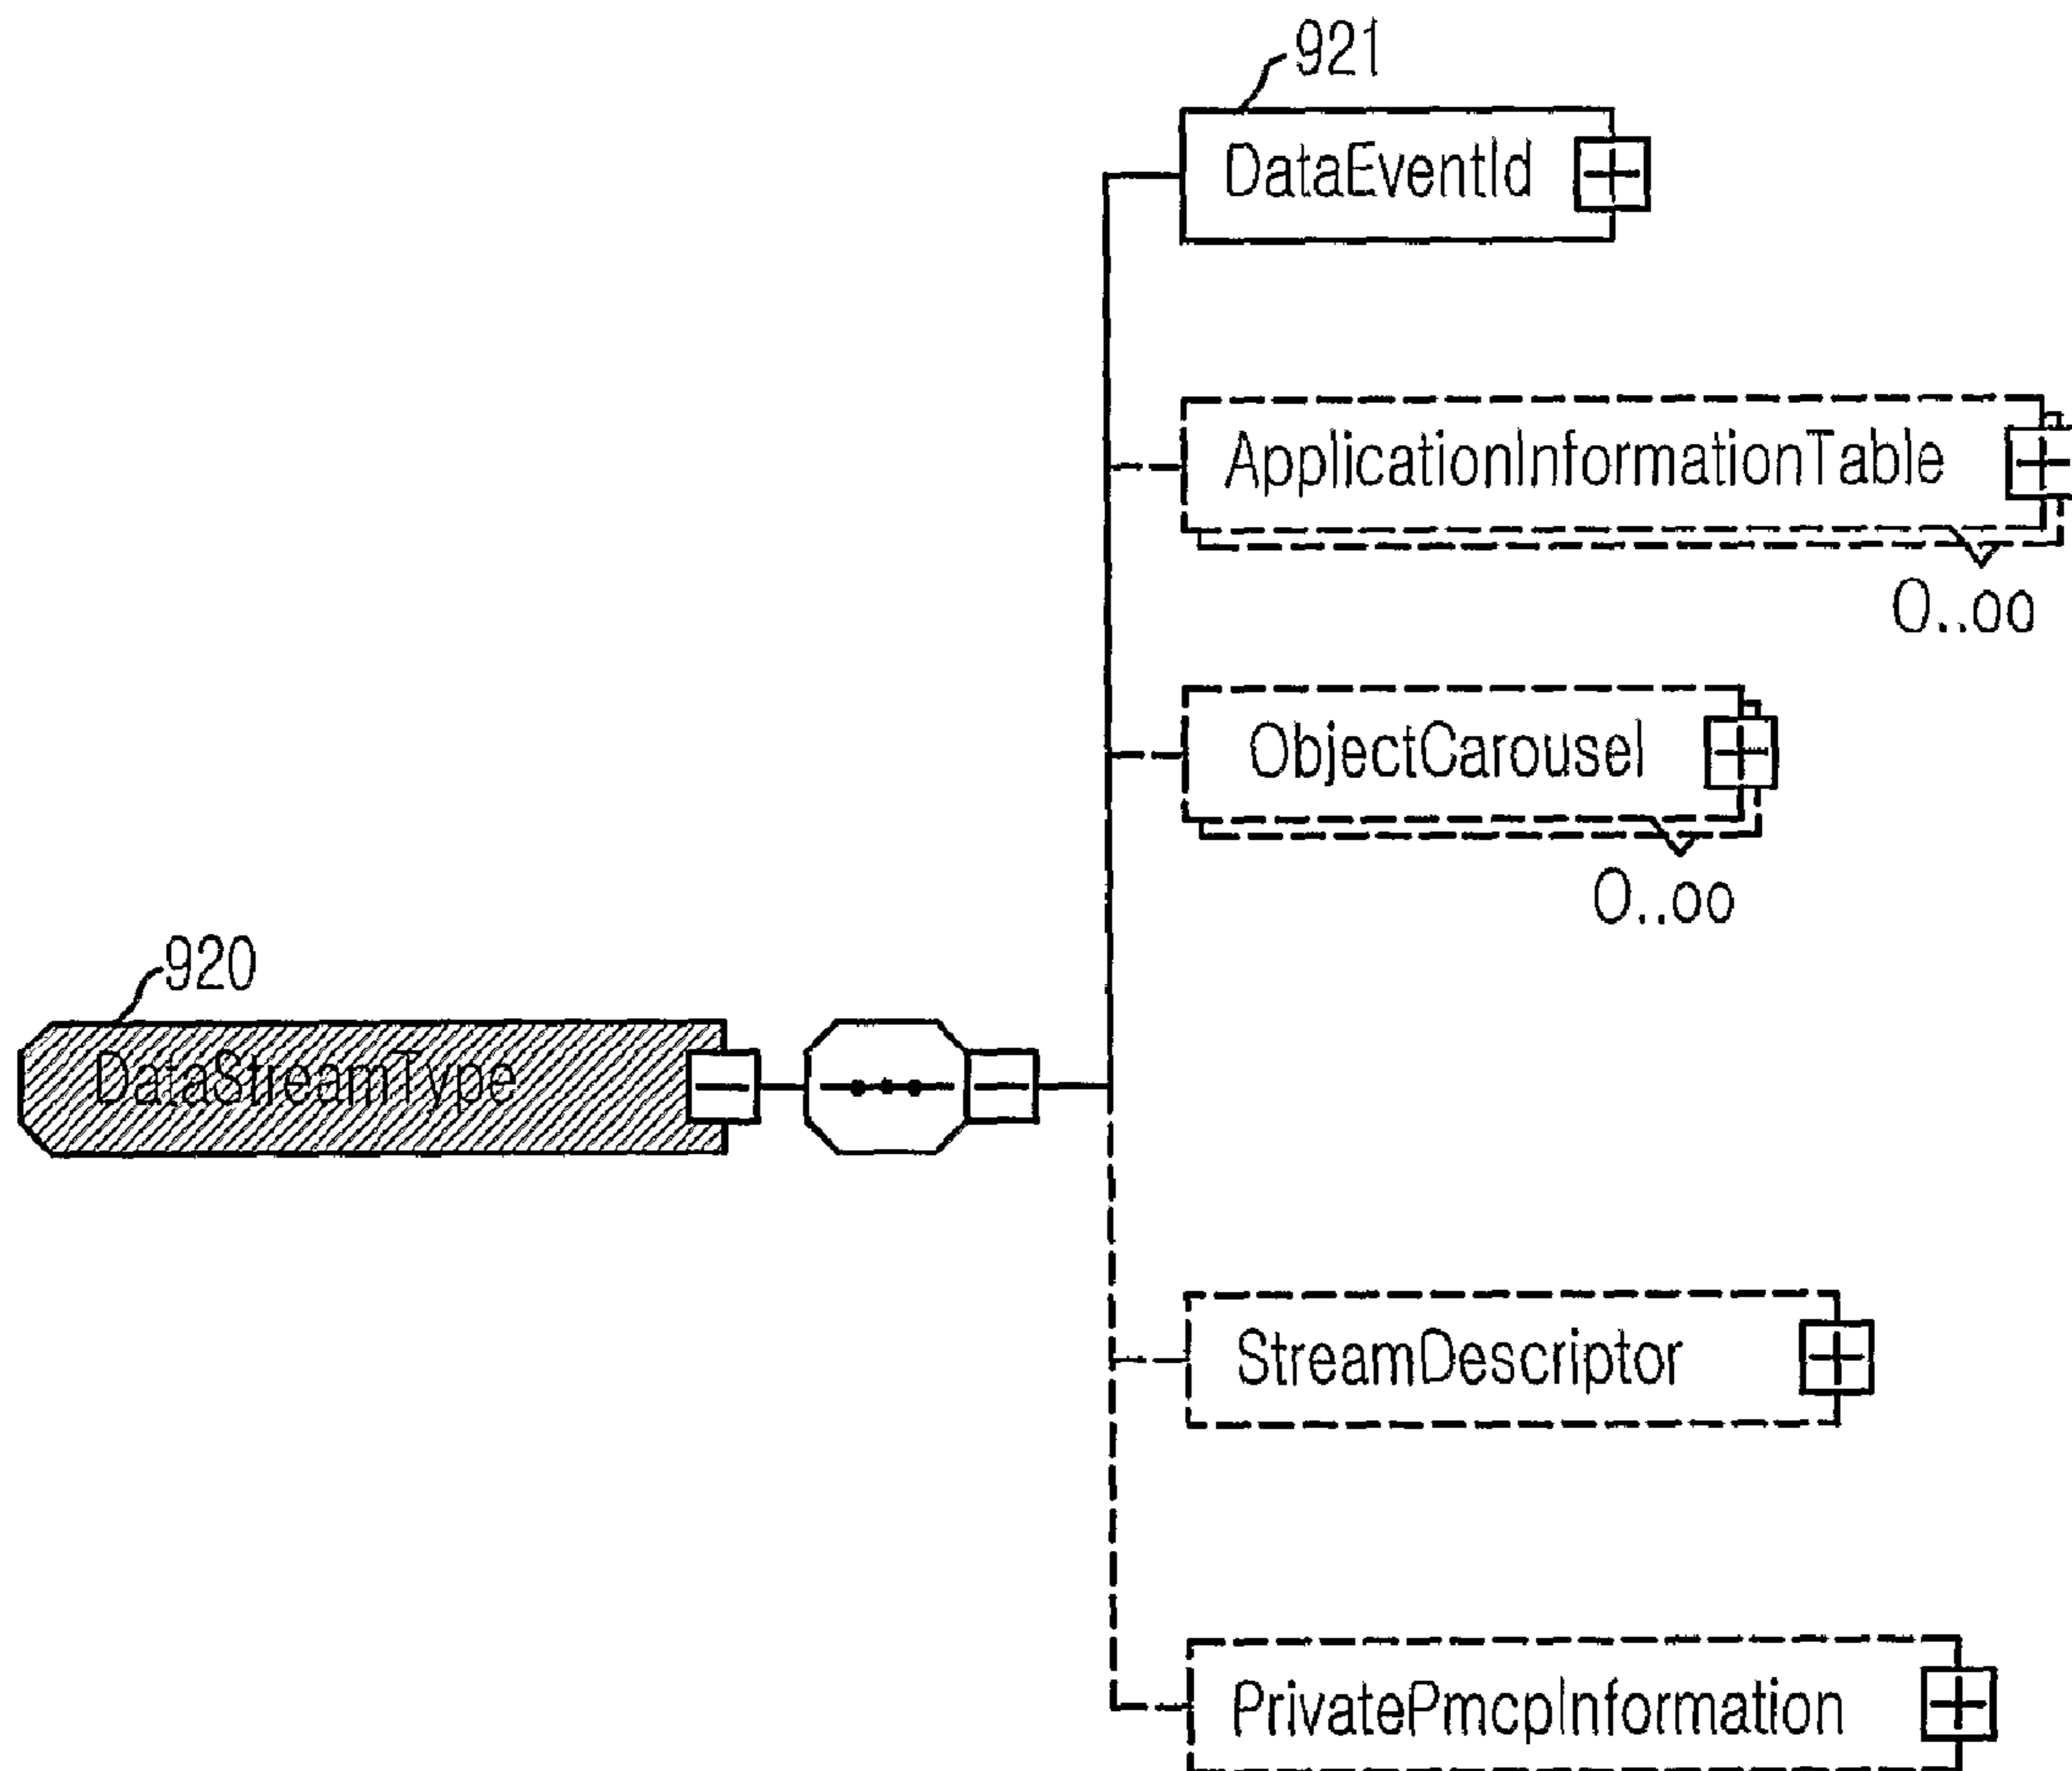 921
DataEventId
ApplicationInformationTable
0..oo
ObjectCarousel
0..oo
920
DataStreamType
StreamDescriptor
PrivatePmcpInformation